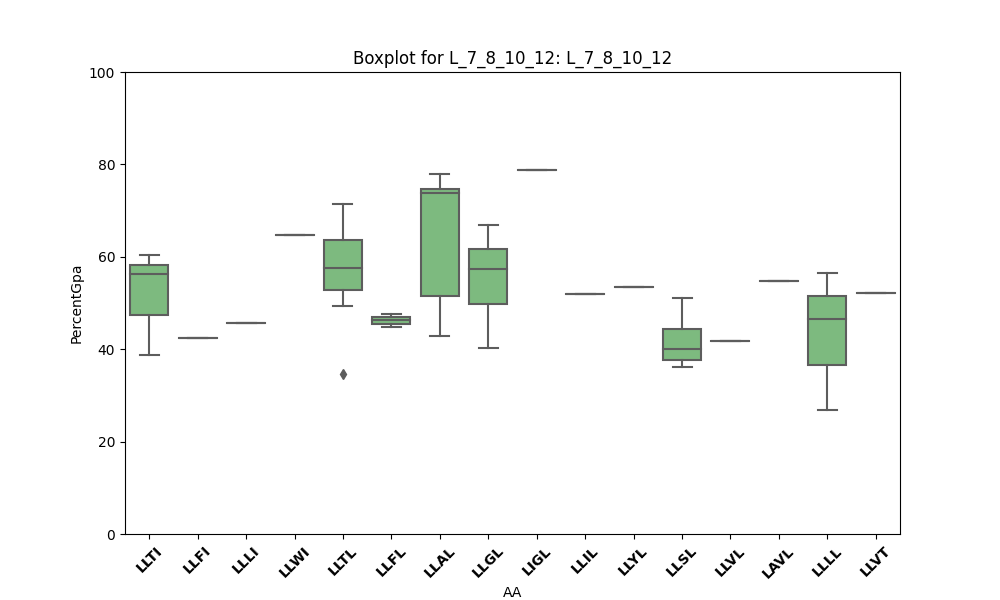 Boxplot for L_7_8_10_12: L_7_8_10_12
100
80
60
40
20
0
PercentGpa
LLTI LLFI LLLI LLWI LLTL LLFL LLAL LLGL LIGL LLIL LLYL LLSL LLVL LAVL LLLL LLVT
AA